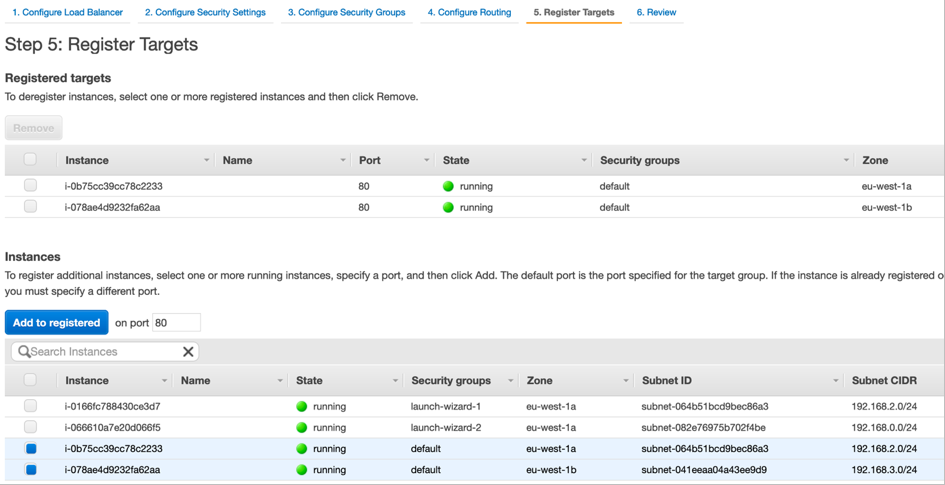 1. Configure Load Balancer 2. Configure Security Settings 3. Configure Security Groups 4. Configure Routing 5. Register Targets 6. Review
Step 5: Register Targets
Registered targets
To deregister instances, select one or more registered instances and then click Remove.
Remove
Instance Name Port State Security groups Zone
i-0b75cc39cc78c2233 80 running default eu-west-1a
i-078ae4d9232fa62aa 80 running default eu-west-1b
Instances
To register additional instances, select one or more running instances, specify a port, and then click Add. The default port is the port specified for the target group. If the instance is already registered o
you must specify a different port.
Add to registered on port 80
Search Instances
Instance Name State Security groups Zone Subnet ID Subnet CIDR
i-0166fc788430ce3d7 running launch-wizard-1 eu-west-1a subnet-064b51bcd9bec86a3 192.168.2.0/24
i-066610a7e20d066f5 running launch-wizard-2 eu-west-1a subnet-082e76975b702f4be 192.168.0.0/24
i-0b75cc39cc78c2233 running default eu-west-1a subnet-064b51bcd9bec86a3 192.168.2.0/24
i-078ae4d9232fa62aa running default eu-west-1b subnet-041eeaa04a43ee9d9 192.168.3.0/24